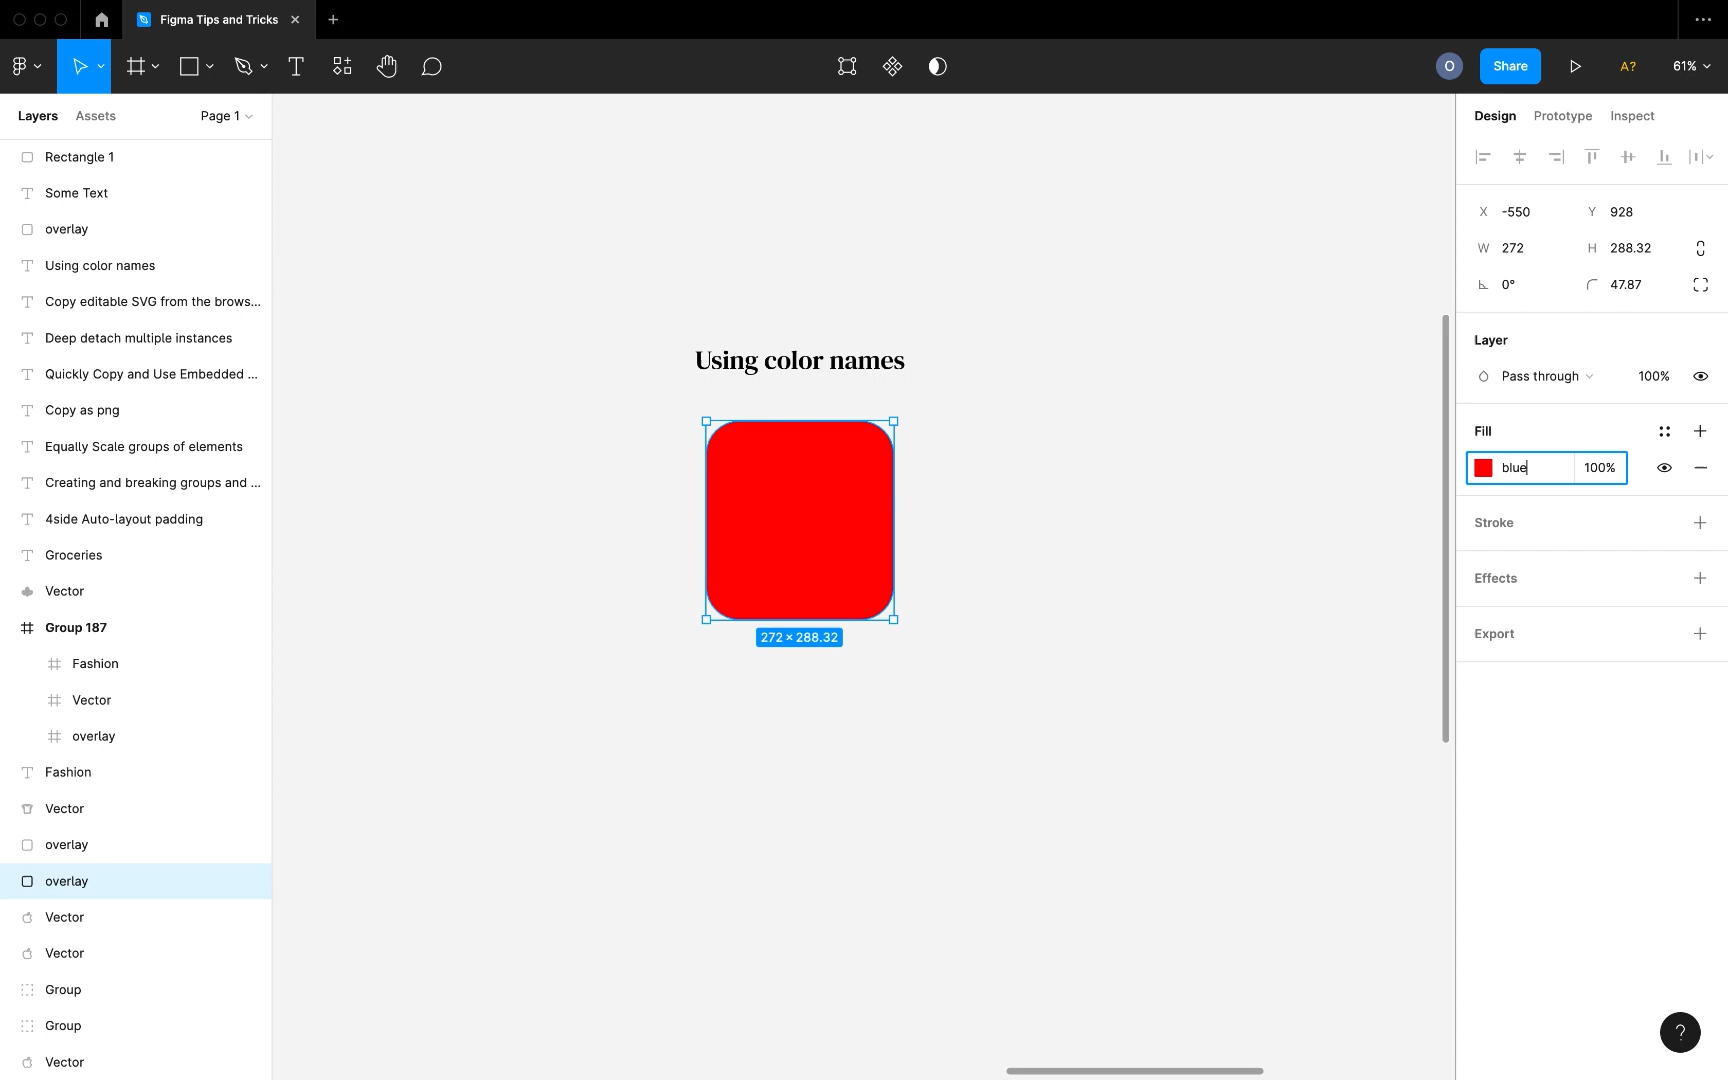 Figma Tips and Tricks
Share
A?
61%
O
Layers
Assets
Page 1
Rectangle 1
Some Text
overlay
Using color names
Copy editable SVG from the brows...
Deep detach multiple instances
Quickly Copy and Use Embedded ...
Copy as png
Equally Scale groups of elements
Creating and breaking groups and ...
4side Auto-layout padding
Groceries
Vector
Group 187
Fashion
Vector
overlay
Fashion
Vector
overlay
overlay
Vector
Vector
Group
Group
Vector
Using color names
272 × 288.32
Design
Prototype
Inspect
X -550
Y 928
W 272
H 288.32
0°
47.87
Layer
Pass through
100%
Fill
blue
100%
Stroke
Effects
Export
?